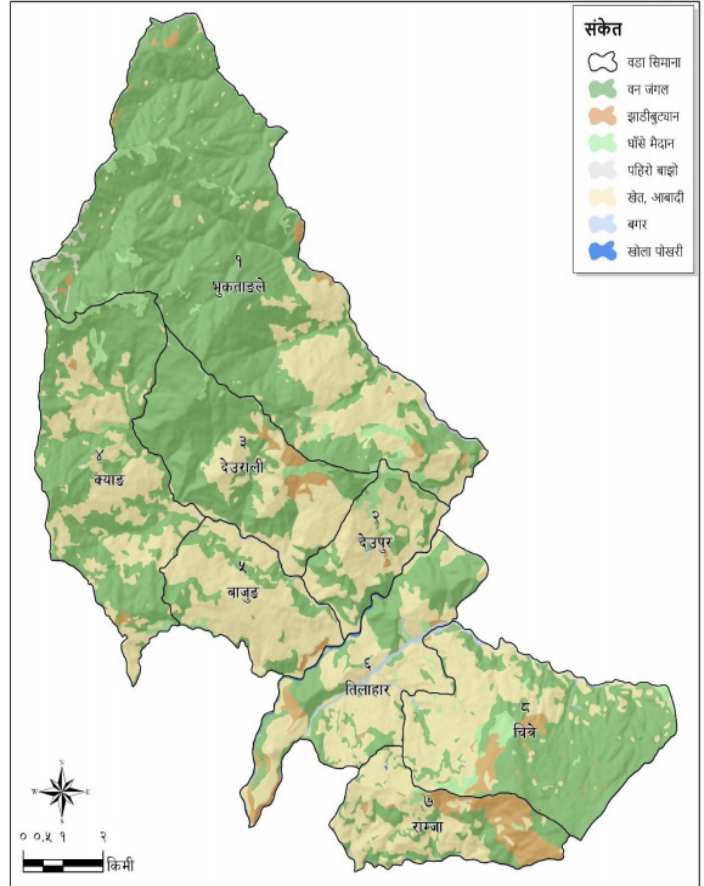 संकेत
वडा सिमाना
वन जंगल
झाडीबुट्यान
घाँसे मैदान
पहिरो बाझो
खेत, आबादी
बगर
खोला पोखरी
१
भुकताङले
३
देउराली
४
क्याङ
२
देउपुर
५
बाजुङ
६
तिलाहार
८
चित्रे
७
राम्जा
N
W E
S
० ०.५ १ २
किमी